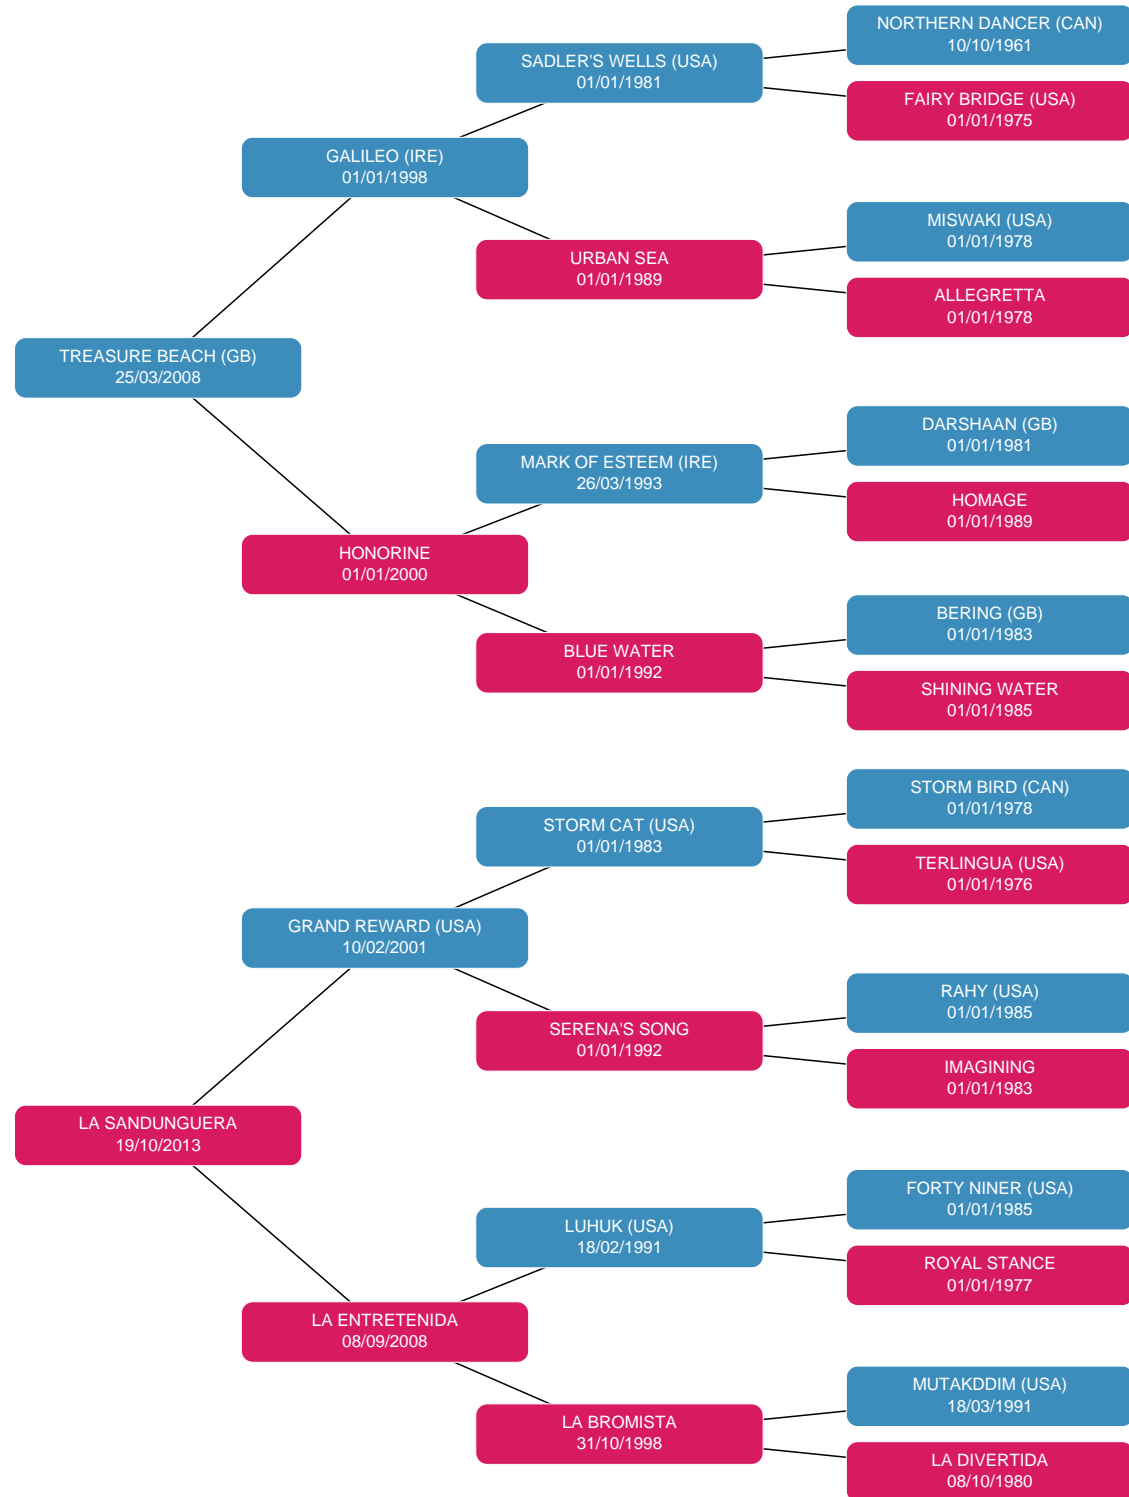 NORTHERN DANCER (CAN)
10/10/1961
SADLER'S WELLS (USA)
01/01/1981
FAIRY BRIDGE (USA)
01/01/1975
GALILEO (IRE)
01/01/1998
MISWAKI (USA)
01/01/1978
URBAN SEA
01/01/1989
ALLEGRETTA
01/01/1978
TREASURE BEACH (GB)
25/03/2008
DARSHAAN (GB)
01/01/1981
MARK OF ESTEEM (IRE)
26/03/1993
HOMAGE
01/01/1989
HONORINE
01/01/2000
BERING (GB)
01/01/1983
BLUE WATER
01/01/1992
SHINING WATER
01/01/1985
STORM BIRD (CAN)
01/01/1978
STORM CAT (USA)
01/01/1983
TERLINGUA (USA)
01/01/1976
GRAND REWARD (USA)
10/02/2001
RAHY (USA)
01/01/1985
SERENA'S SONG
01/01/1992
IMAGINING
01/01/1983
LA SANDUNGUERA
19/10/2013
FORTY NINER (USA)
01/01/1985
LUHUK (USA)
18/02/1991
ROYAL STANCE
01/01/1977
LA ENTRETENIDA
08/09/2008
MUTAKDDIM (USA)
18/03/1991
LA BROMISTA
31/10/1998
LA DIVERTIDA
08/10/1980